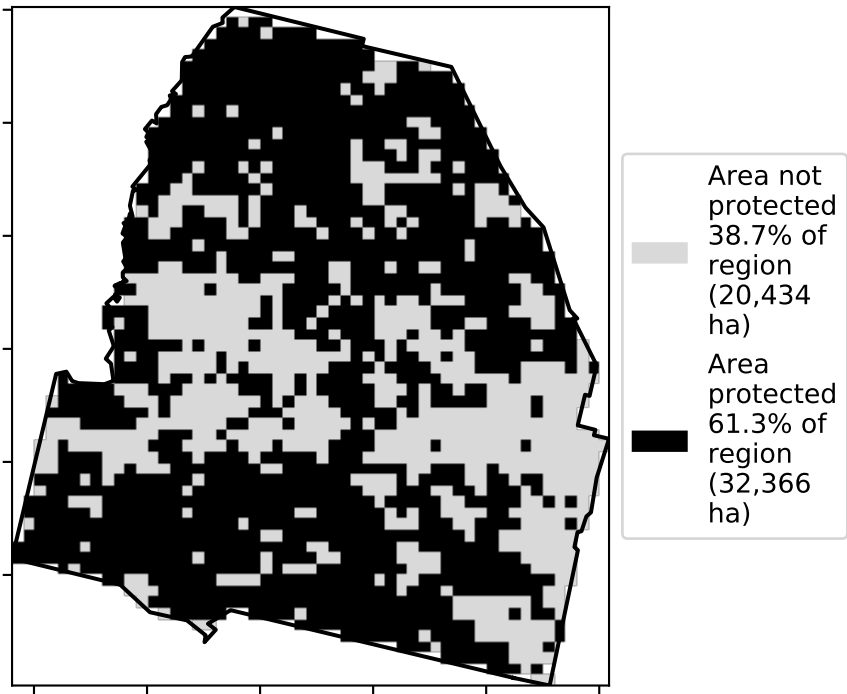 Area not
protected
38.7% of
region
(20,434
ha)
Area
protected
61.3% of
region
(32,366
ha)